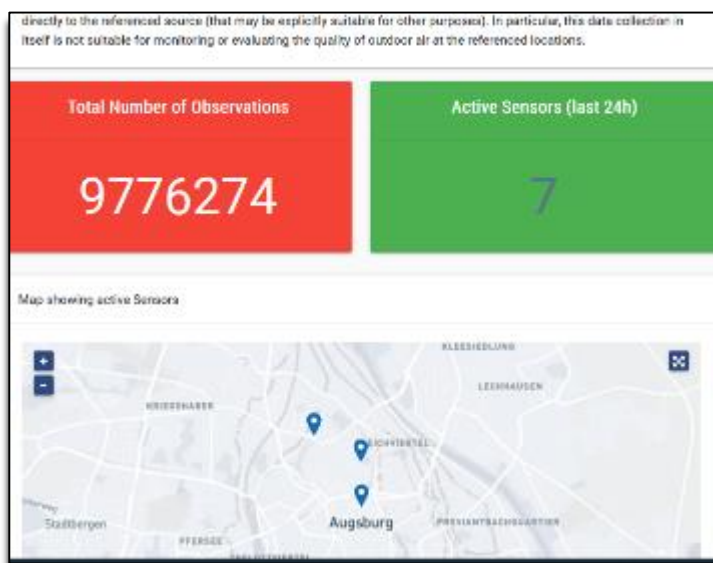 directly to the referenced source (that may be explicitly suitable for other purposes). In particular, this data collection in
itself is not suitable for monitoring or evaluating the quality of outdoor air at the referenced locations.
Total Number of Observations
Active Sensors (last 24h)
9776274
7
Map showing active Sensors
+
−
KRIEGSHABER
LECHHAUSEN
Stadtbergen
Augsburg
PFERSEE